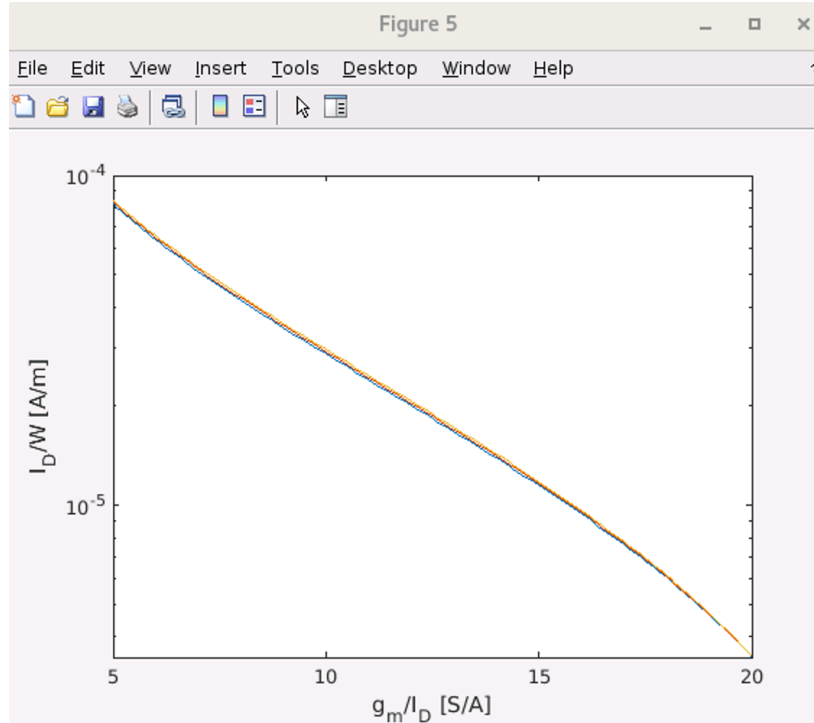 Figure 5
File Edit View Insert Tools Desktop Window Help
10^-4
10^-5
I_D/W [A/m]
5 10 15 20
g_m/I_D [S/A]